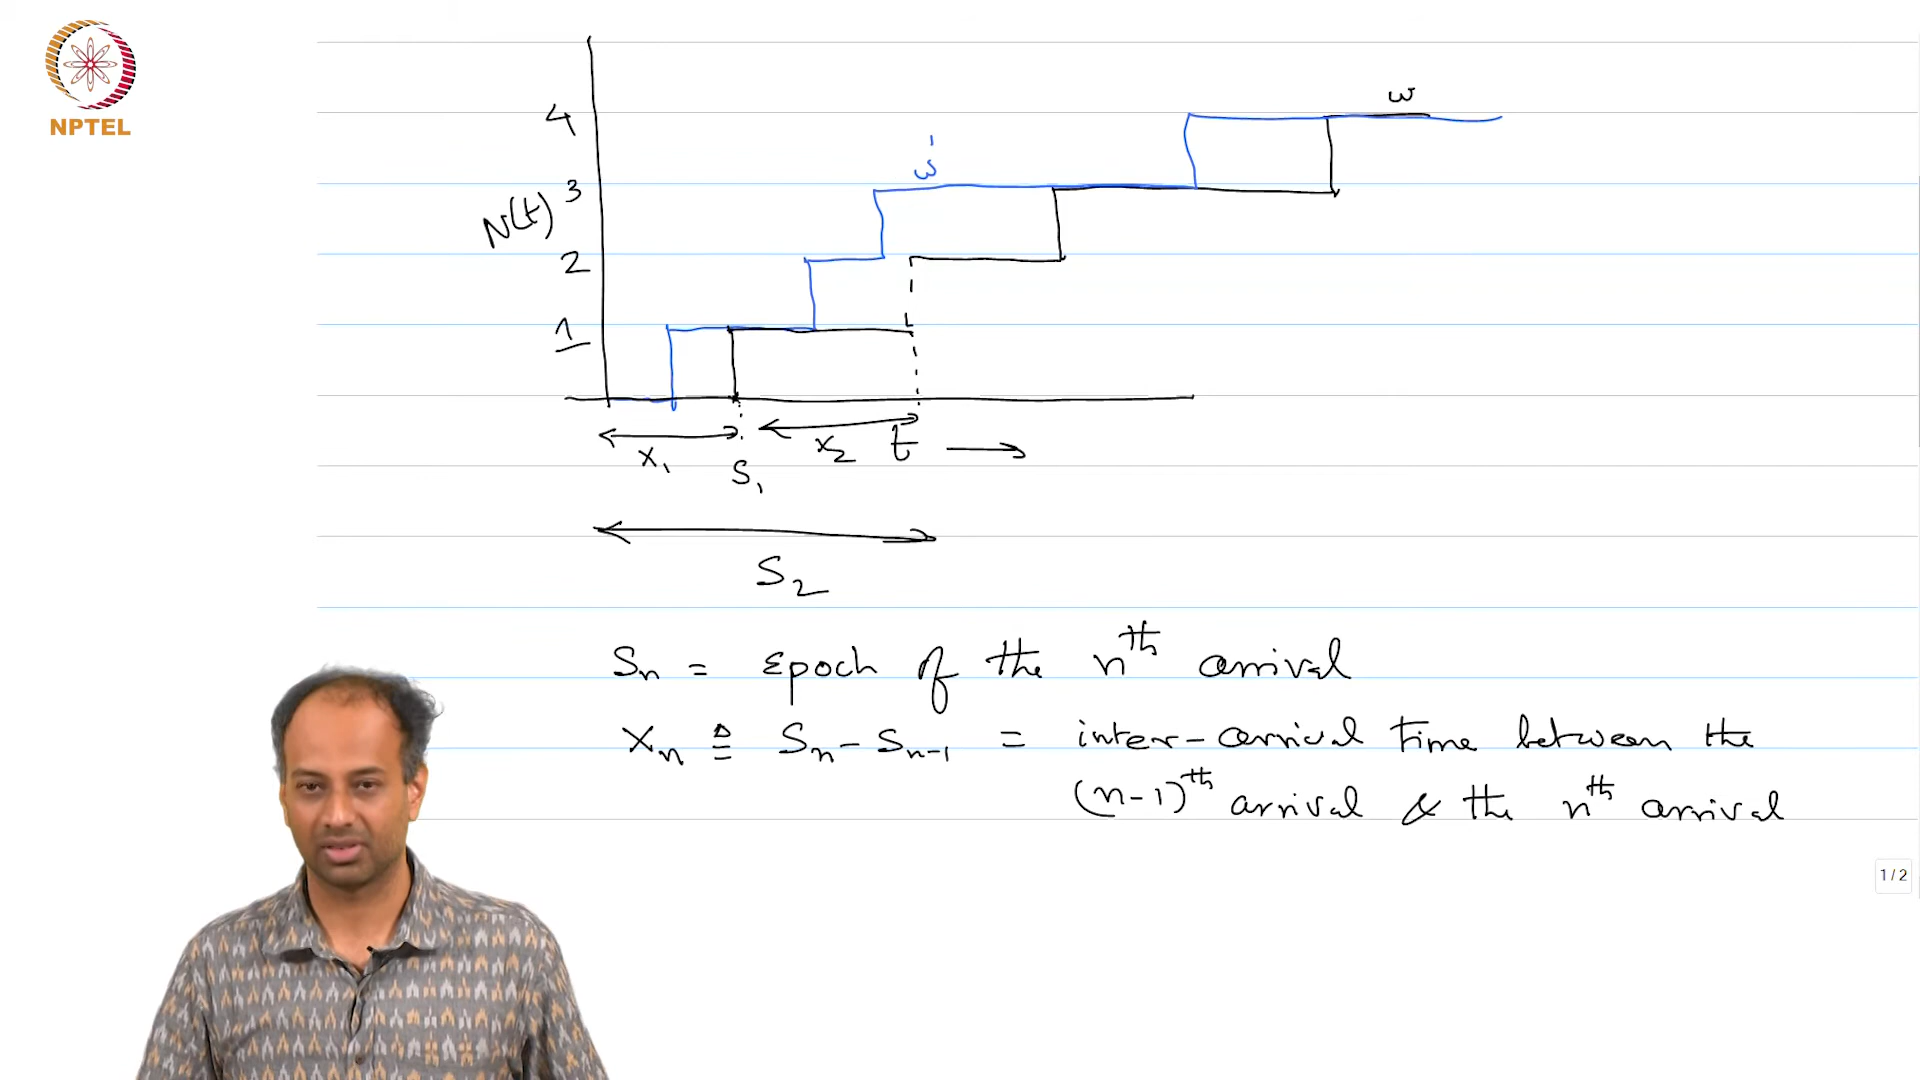 NPTEL
4
ω
ω'
3
N(t)
2
1
X₁
X₂
t
S₁
S₂
Sₙ = Epoch of the nᵗʰ arrival
Xₙ ≜ Sₙ - Sₙ₋₁ = inter-arrival time between the
(n-1)ᵗʰ arrival & the nᵗʰ arrival
1 / 2